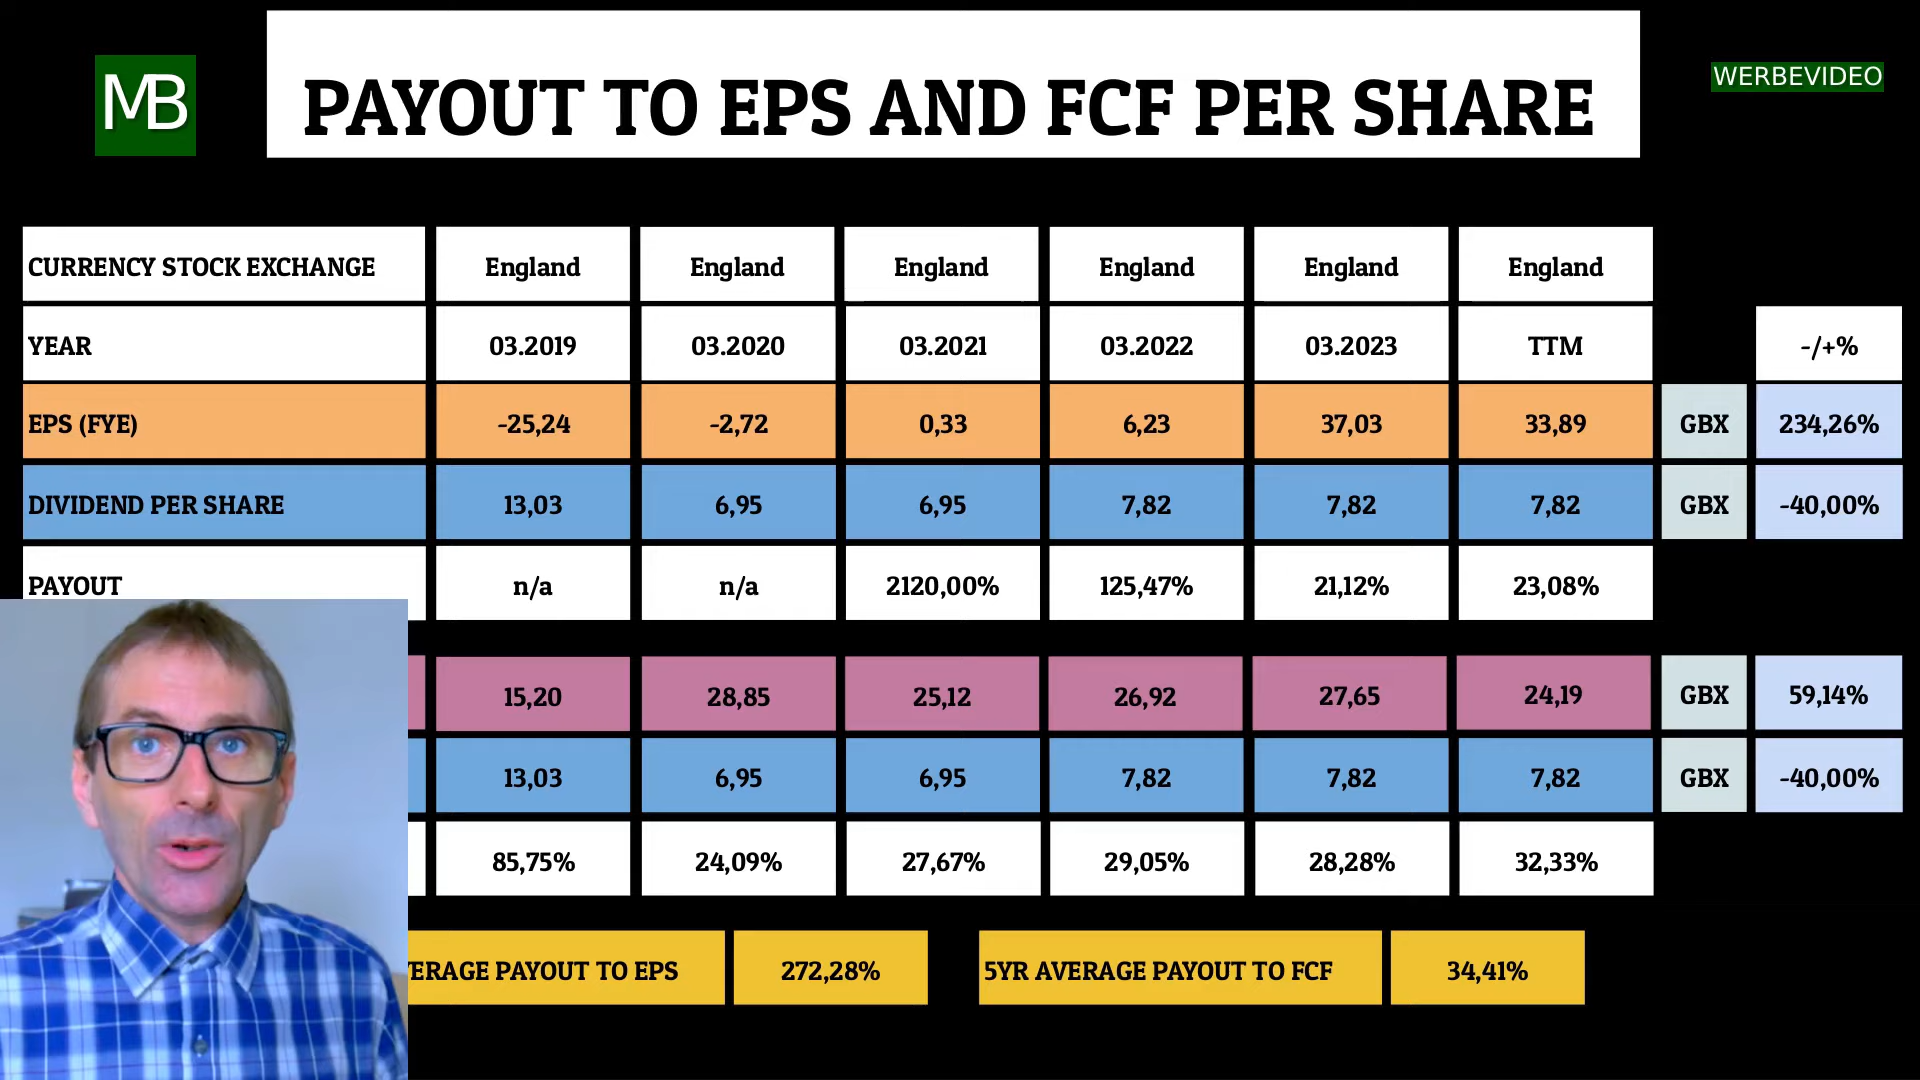 MB
PAYOUT TO EPS AND FCF PER SHARE
WERBEVIDEO
CURRENCY STOCK EXCHANGE England England England England England England
YEAR 03.2019 03.2020 03.2021 03.2022 03.2023 TTM -/+%
EPS (FYE) -25,24 -2,72 0,33 6,23 37,03 33,89 GBX 234,26%
DIVIDEND PER SHARE 13,03 6,95 6,95 7,82 7,82 7,82 GBX -40,00%
PAYOUT n/a n/a 2120,00% 125,47% 21,12% 23,08%
15,20 28,85 25,12 26,92 27,65 24,19 GBX 59,14%
13,03 6,95 6,95 7,82 7,82 7,82 GBX -40,00%
85,75% 24,09% 27,67% 29,05% 28,28% 32,33%
ERAGE PAYOUT TO EPS 272,28% 5YR AVERAGE PAYOUT TO FCF 34,41%